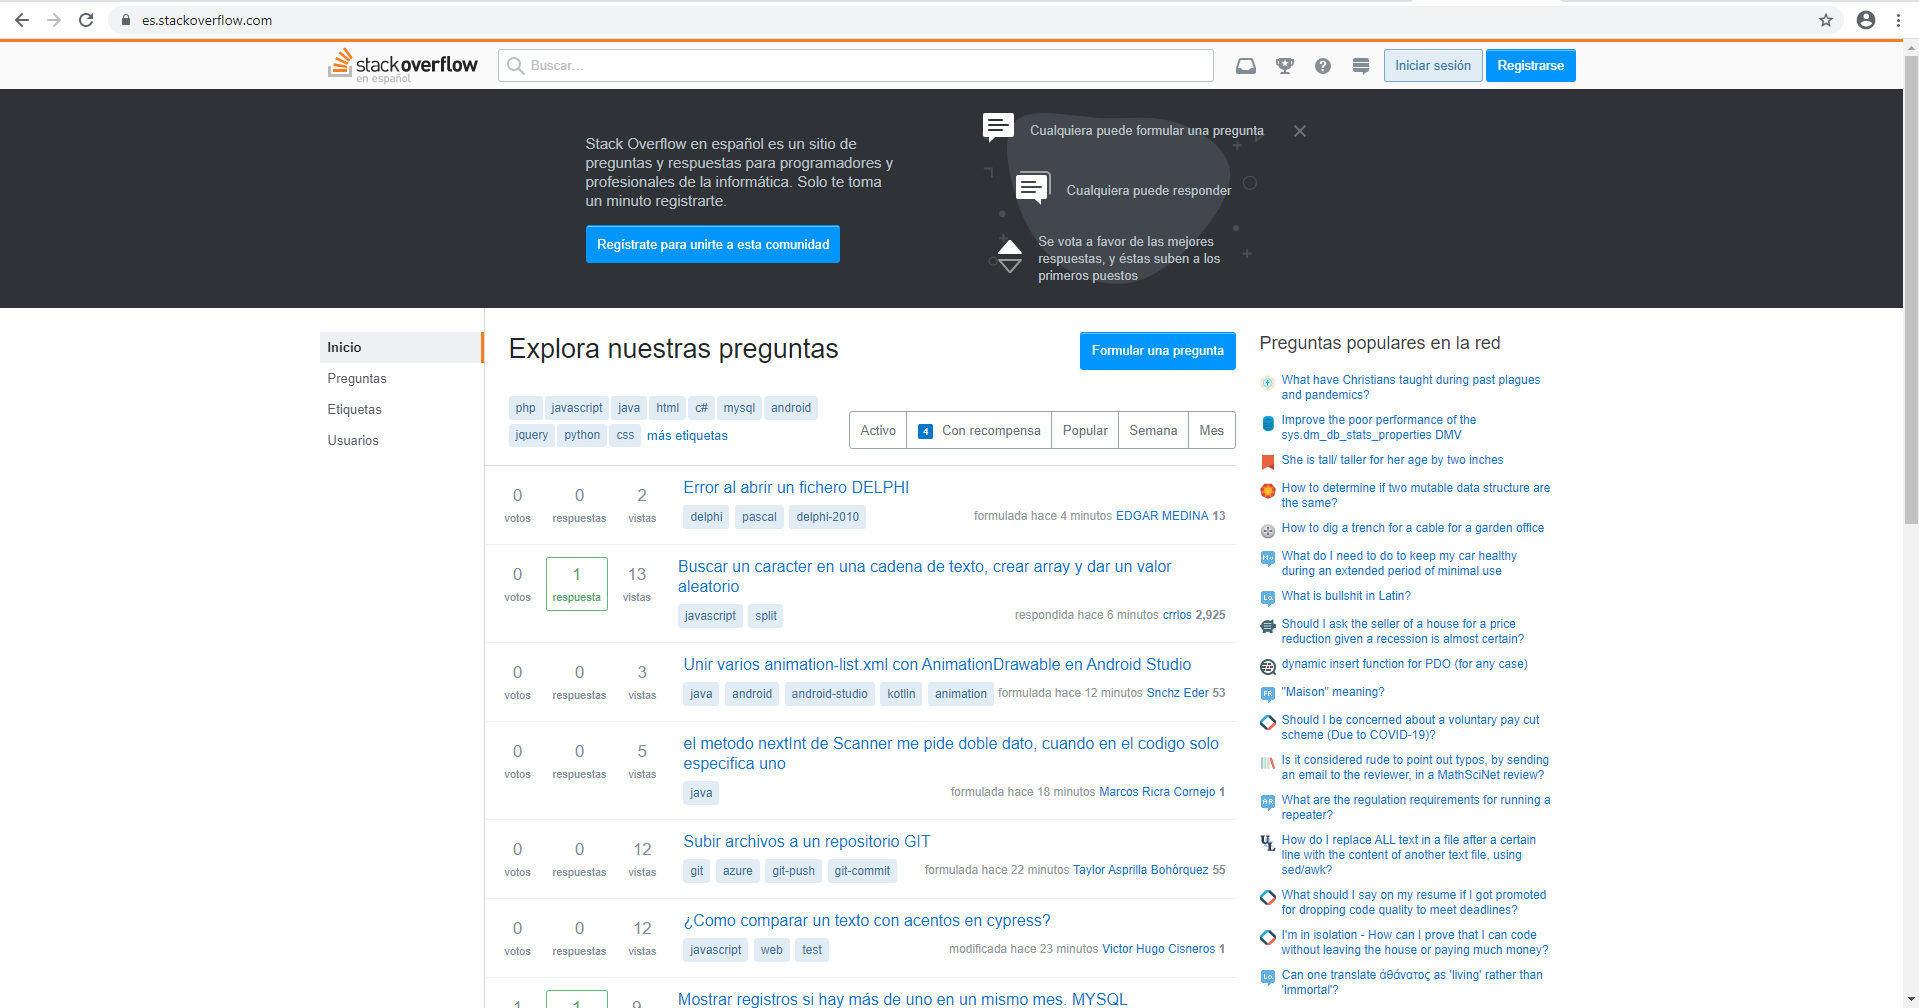 es.stackoverflow.com
stackoverflow
en español
Buscar...
Iniciar sesión
Registrarse
Stack Overflow en español es un sitio de
preguntas y respuestas para programadores y
profesionales de la informática. Solo te toma
un minuto registrarte.
Regístrate para unirte a esta comunidad
Cualquiera puede formular una pregunta
Cualquiera puede responder
Se vota a favor de las mejores
respuestas, y éstas suben a los
primeros puestos
Inicio
Preguntas
Etiquetas
Usuarios
Explora nuestras preguntas
Formular una pregunta
php javascript java html c# mysql android
jquery python css más etiquetas
Activo 4 Con recompensa Popular Semana Mes
0 votos 0 respuestas 2 vistas
Error al abrir un fichero DELPHI
delphi pascal delphi-2010
formulada hace 4 minutos EDGAR MEDINA 13
0 votos 1 respuesta 13 vistas
Buscar un caracter en una cadena de texto, crear array y dar un valor
aleatorio
javascript split
respondida hace 6 minutos crrlos 2,925
0 votos 0 respuestas 3 vistas
Unir varios animation-list.xml con AnimationDrawable en Android Studio
java android android-studio kotlin animation
formulada hace 12 minutos Snchz Eder 53
0 votos 0 respuestas 5 vistas
el metodo nextInt de Scanner me pide doble dato, cuando en el codigo solo
especifica uno
java
formulada hace 18 minutos Marcos Ricra Cornejo 1
0 votos 0 respuestas 12 vistas
Subir archivos a un repositorio GIT
git azure git-push git-commit
formulada hace 22 minutos Taylor Asprilla Bohórquez 55
0 votos 0 respuestas 12 vistas
¿Como comparar un texto con acentos en cypress?
javascript web test
modificada hace 23 minutos Victor Hugo Cisneros 1
1 1 9
Mostrar registros si hay más de uno en un mismo mes. MYSQL
Preguntas populares en la red
What have Christians taught during past plagues
and pandemics?
Improve the poor performance of the
sys.dm_db_stats_properties DMV
She is tall/ taller for her age by two inches
How to determine if two mutable data structure are
the same?
How to dig a trench for a cable for a garden office
What do I need to do to keep my car healthy
during an extended period of minimal use
What is bullshit in Latin?
Should I ask the seller of a house for a price
reduction given a recession is almost certain?
dynamic insert function for PDO (for any case)
"Maison" meaning?
Should I be concerned about a voluntary pay cut
scheme (Due to COVID-19)?
Is it considered rude to point out typos, by sending
an email to the reviewer, in a MathSciNet review?
What are the regulation requirements for running a
repeater?
How do I replace ALL text in a file after a certain
line with the content of another text file, using
sed/awk?
What should I say on my resume if I got promoted
for dropping code quality to meet deadlines?
I'm in isolation - How can I prove that I can code
without leaving the house or paying much money?
Can one translate ἀθάνατος as 'living' rather than
'immortal'?